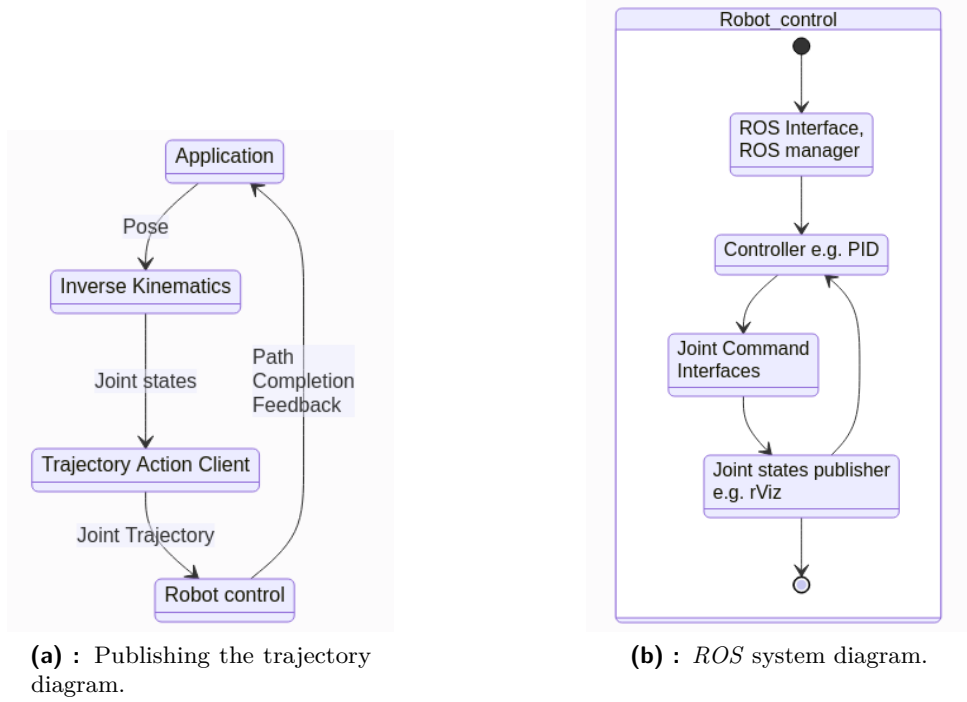 Application
Pose
Inverse Kinematics
Joint states
Path
Completion
Feedback
Trajectory Action Client
Joint Trajectory
Robot control
(a) : Publishing the trajectory
diagram.
Robot_control
ROS Interface,
ROS manager
Controller e.g. PID
Joint Command
Interfaces
Joint states publisher
e.g. rViz
(b) : ROS system diagram.